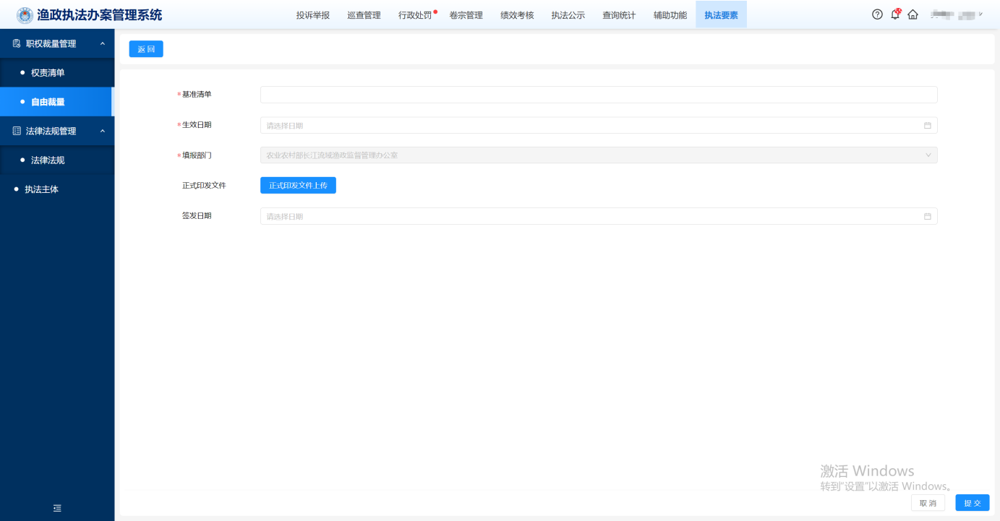 渔政执法办案管理系统
投诉举报 巡查管理 行政处罚 卷宗管理 绩效考核 执法公示 查询统计 辅助功能 执法要素
职权裁量管理
权责清单
自由裁量
法律法规管理
法律法规
执法主体
返 回
* 基准清单
* 生效日期 请选择日期
* 填报部门 农业农村部长江流域渔政监督管理办公室
正式印发文件 正式印发文件上传
签发日期 请选择日期
激活 Windows
转到"设置"以激活 Windows。
取 消 提 交